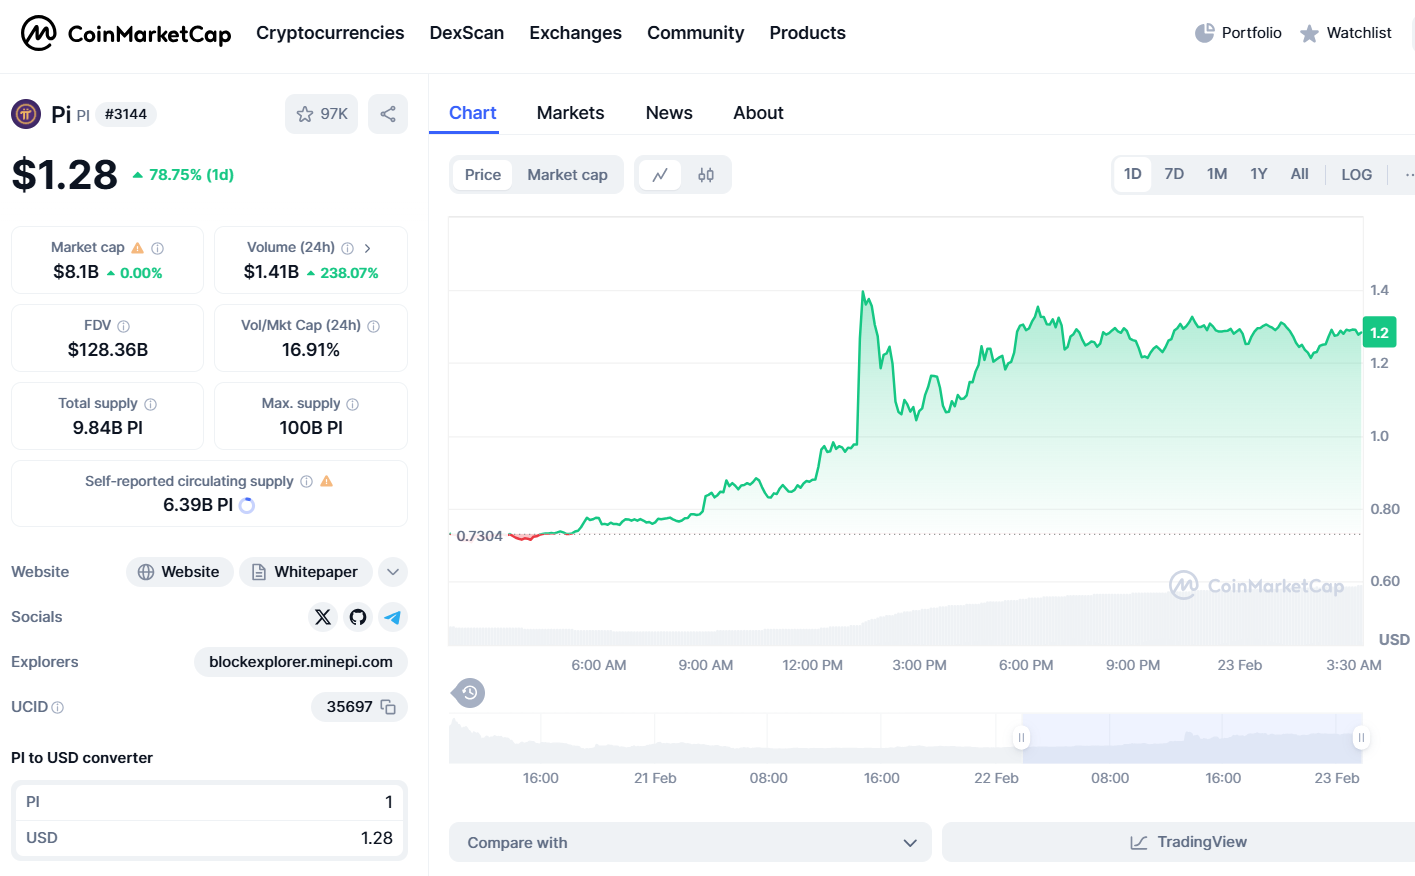 CoinMarketCap Cryptocurrencies DexScan Exchanges Community Products Portfolio Watchlist
Pi PI #3144 97K
$1.28 78.75% (1d)
Market cap
$8.1B 0.00%
Volume (24h)
$1.41B 238.07%
FDV
$128.36B
Vol/Mkt Cap (24h)
16.91%
Total supply
9.84B PI
Max. supply
100B PI
Self-reported circulating supply
6.39B PI
Website Website Whitepaper
Socials
Explorers blockexplorer.minepi.com
UCID 35697
PI to USD converter
PI 1
USD 1.28
Chart Markets News About
Price Market cap 1D 7D 1M 1Y All LOG
1.4
1.2
1.2
1.0
0.80
0.7304
0.60
CoinMarketCap
USD
6:00 AM 9:00 AM 12:00 PM 3:00 PM 6:00 PM 9:00 PM 23 Feb 3:30 AM
16:00 21 Feb 08:00 16:00 22 Feb 08:00 16:00 23 Feb
Compare with TradingView